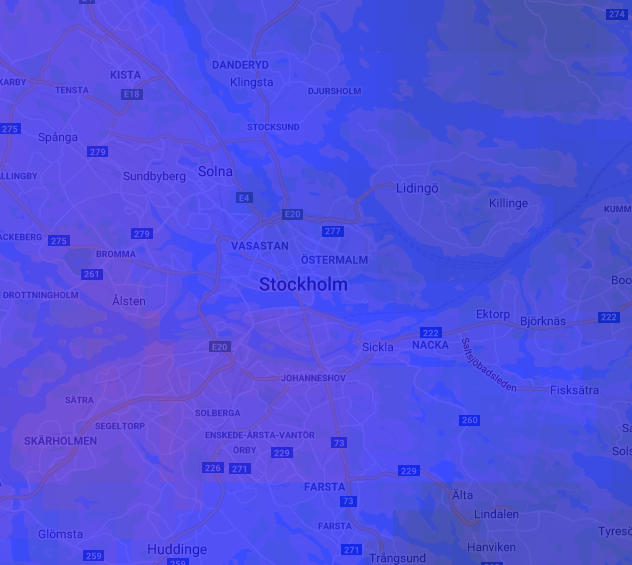 274
DANDERYD
KISTA
Klingsta
TENSTA
DJURSHOLM
E18
STOCKSUND
275
Spånga
279
Solna
Sundbyberg
Lidingö
E4
Killinge
E20
277
279
275
VASASTAN
BROMMA
ÖSTERMALM
261
Stockholm
DROTTNINGHOLM
Ålsten
Ektorp
222
Björknäs
222
E20
Sickla
NACKA
Saltsjöbadsleden
JOHANNESHOV
Fisksätra
SÄTRA
SOLBERGA
260
SEGELTORP
ENSKEDE-ÅRSTA-VANTÖR
SKÄRHOLMEN
73
ÖRBY
229
226
271
229
FARSTA
Älta
73
Lindalen
FARSTA
Glömsta
Huddinge
271
Hanviken
259
Trångsund
259